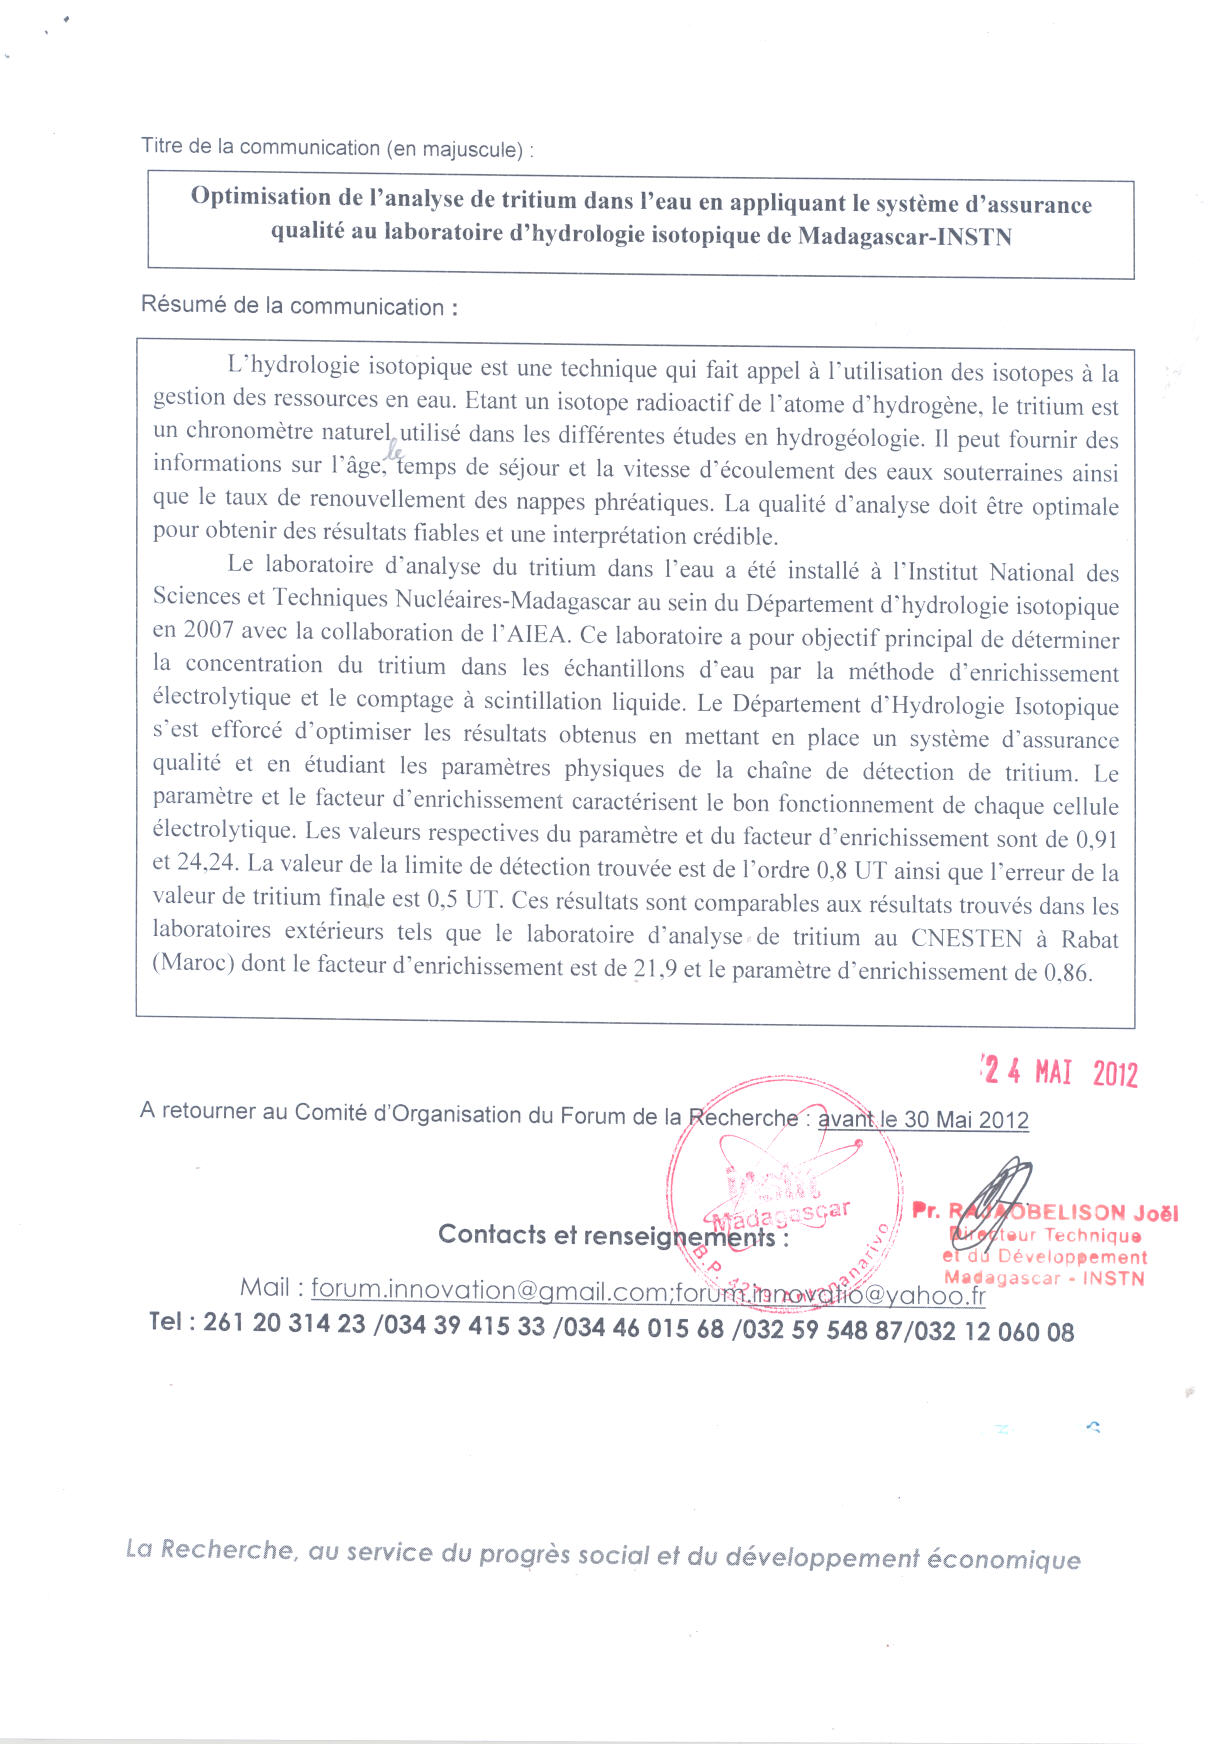 Titre de la communication (en majuscule) :
Optimisation de l'analyse de tritium dans l'eau en appliquant le système d'assurance
qualité au laboratoire d'hydrologie isotopique de Madagascar-INSTN
Résumé de la communication :
L'hydrologie isotopique est une technique qui fait appel à l'utilisation des isotopes à la
gestion des ressources en eau. Etant un isotope radioactif de l'atome d'hydrogène, le tritium est
un chronomètre naturel utilisé dans les différentes études en hydrogéologie. Il peut fournir des
informations sur l'âge, le temps de séjour et la vitesse d'écoulement des eaux souterraines ainsi
que le taux de renouvellement des nappes phréatiques. La qualité d'analyse doit être optimale
pour obtenir des résultats fiables et une interprétation crédible.
Le laboratoire d'analyse du tritium dans l'eau a été installé à l'Institut National des
Sciences et Techniques Nucléaires-Madagascar au sein du Département d'hydrologie isotopique
en 2007 avec la collaboration de l'AIEA. Ce laboratoire a pour objectif principal de déterminer
la concentration du tritium dans les échantillons d'eau par la méthode d'enrichissement
électrolytique et le comptage à scintillation liquide. Le Département d'Hydrologie Isotopique
s'est efforcé d'optimiser les résultats obtenus en mettant en place un système d'assurance
qualité et en étudiant les paramètres physiques de la chaîne de détection de tritium. Le
paramètre et le facteur d'enrichissement caractérisent le bon fonctionnement de chaque cellule
électrolytique. Les valeurs respectives du paramètre et du facteur d'enrichissement sont de 0,91
et 24,24. La valeur de la limite de détection trouvée est de l'ordre 0,8 UT ainsi que l'erreur de la
valeur de tritium finale est 0,5 UT. Ces résultats sont comparables aux résultats trouvés dans les
laboratoires extérieurs tels que le laboratoire d'analyse de tritium au CNESTEN à Rabat
(Maroc) dont le facteur d'enrichissement est de 21,9 et le paramètre d'enrichissement de 0,86.
24 MAI 2012
A retourner au Comité d'Organisation du Forum de la Recherche : avant le 30 Mai 2012
instn
Madagascar
B.P. 4279 Antananarivo
Pr. RAJAOBELISON Joël
Directeur Technique
et du Développement
Madagascar - INSTN
Contacts et renseignements :
Mail : forum.innovation@gmail.com;forum.innovatio@yahoo.fr
Tel : 261 20 314 23 /034 39 415 33 /034 46 015 68 /032 59 548 87/032 12 060 08
La Recherche, au service du progrès social et du développement économique